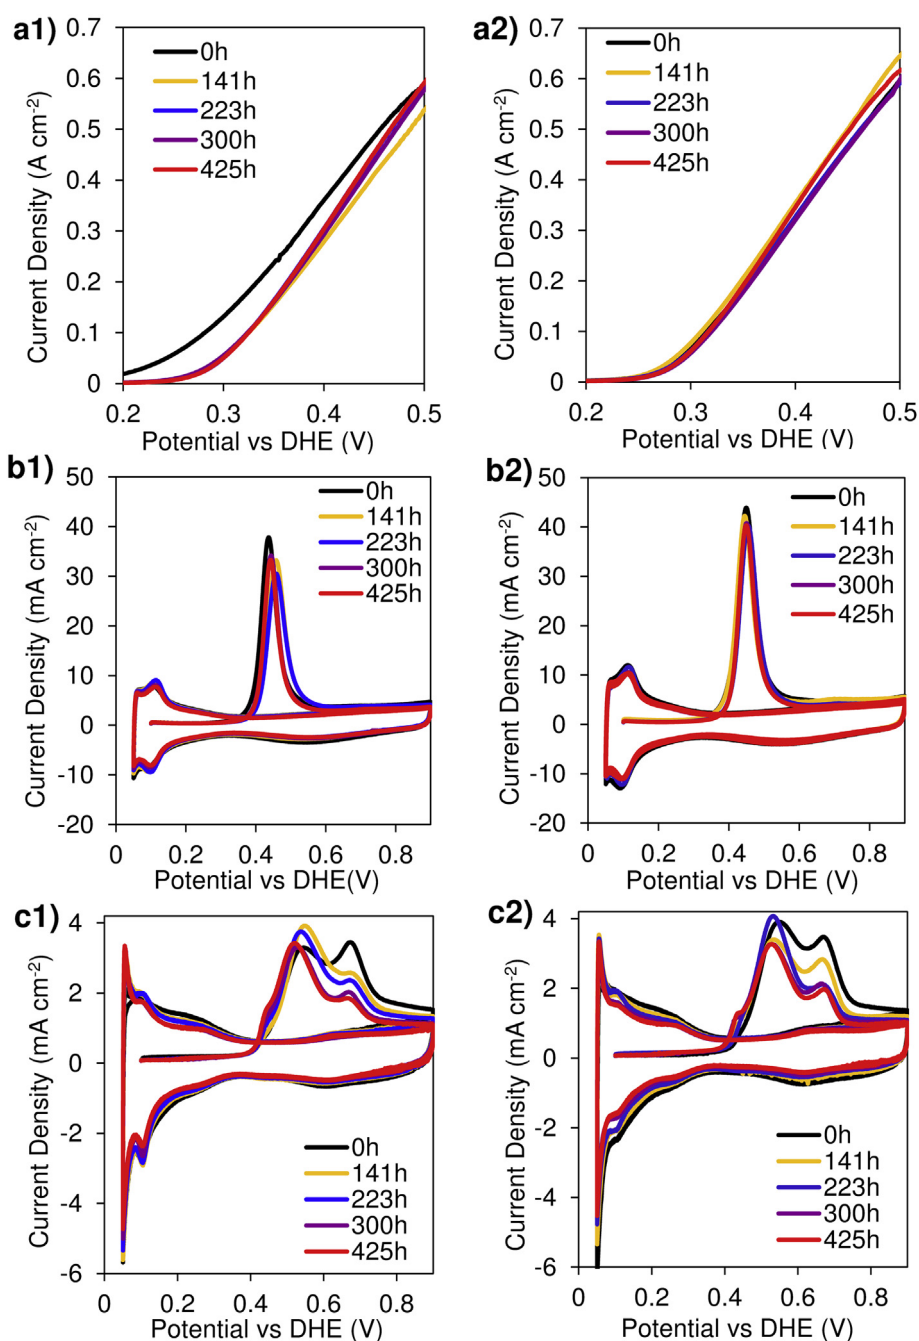 a1)
0.7
0.6
0.5
0.4
0.3
0.2
0.1
0
0.2
0.3
0.4
0.5
Current Density (A cm-2)
Potential vs DHE (V)
0h
141h
223h
300h
425h
a2)
0.7
0.6
0.5
0.4
0.3
0.2
0.1
0
0.2
0.3
0.4
0.5
Current Density (A cm-2)
Potential vs DHE (V)
0h
141h
223h
300h
425h
b1)
50
40
30
20
10
0
-10
-20
0
0.2
0.4
0.6
0.8
Current Density (mA cm-2)
Potential vs DHE(V)
0h
141h
223h
300h
425h
b2)
50
40
30
20
10
0
-10
-20
0
0.2
0.4
0.6
0.8
Current Density (mA cm-2)
Potential vs DHE (V)
0h
141h
223h
300h
425h
c1)
4
2
0
-2
-4
-6
0
0.2
0.4
0.6
0.8
Current Density (mA cm-2)
Potential vs DHE (V)
0h
141h
223h
300h
425h
c2)
4
2
0
-2
-4
-6
0
0.2
0.4
0.6
0.8
Current Density (mA cm-2)
Potential vs DHE (V)
0h
141h
223h
300h
425h